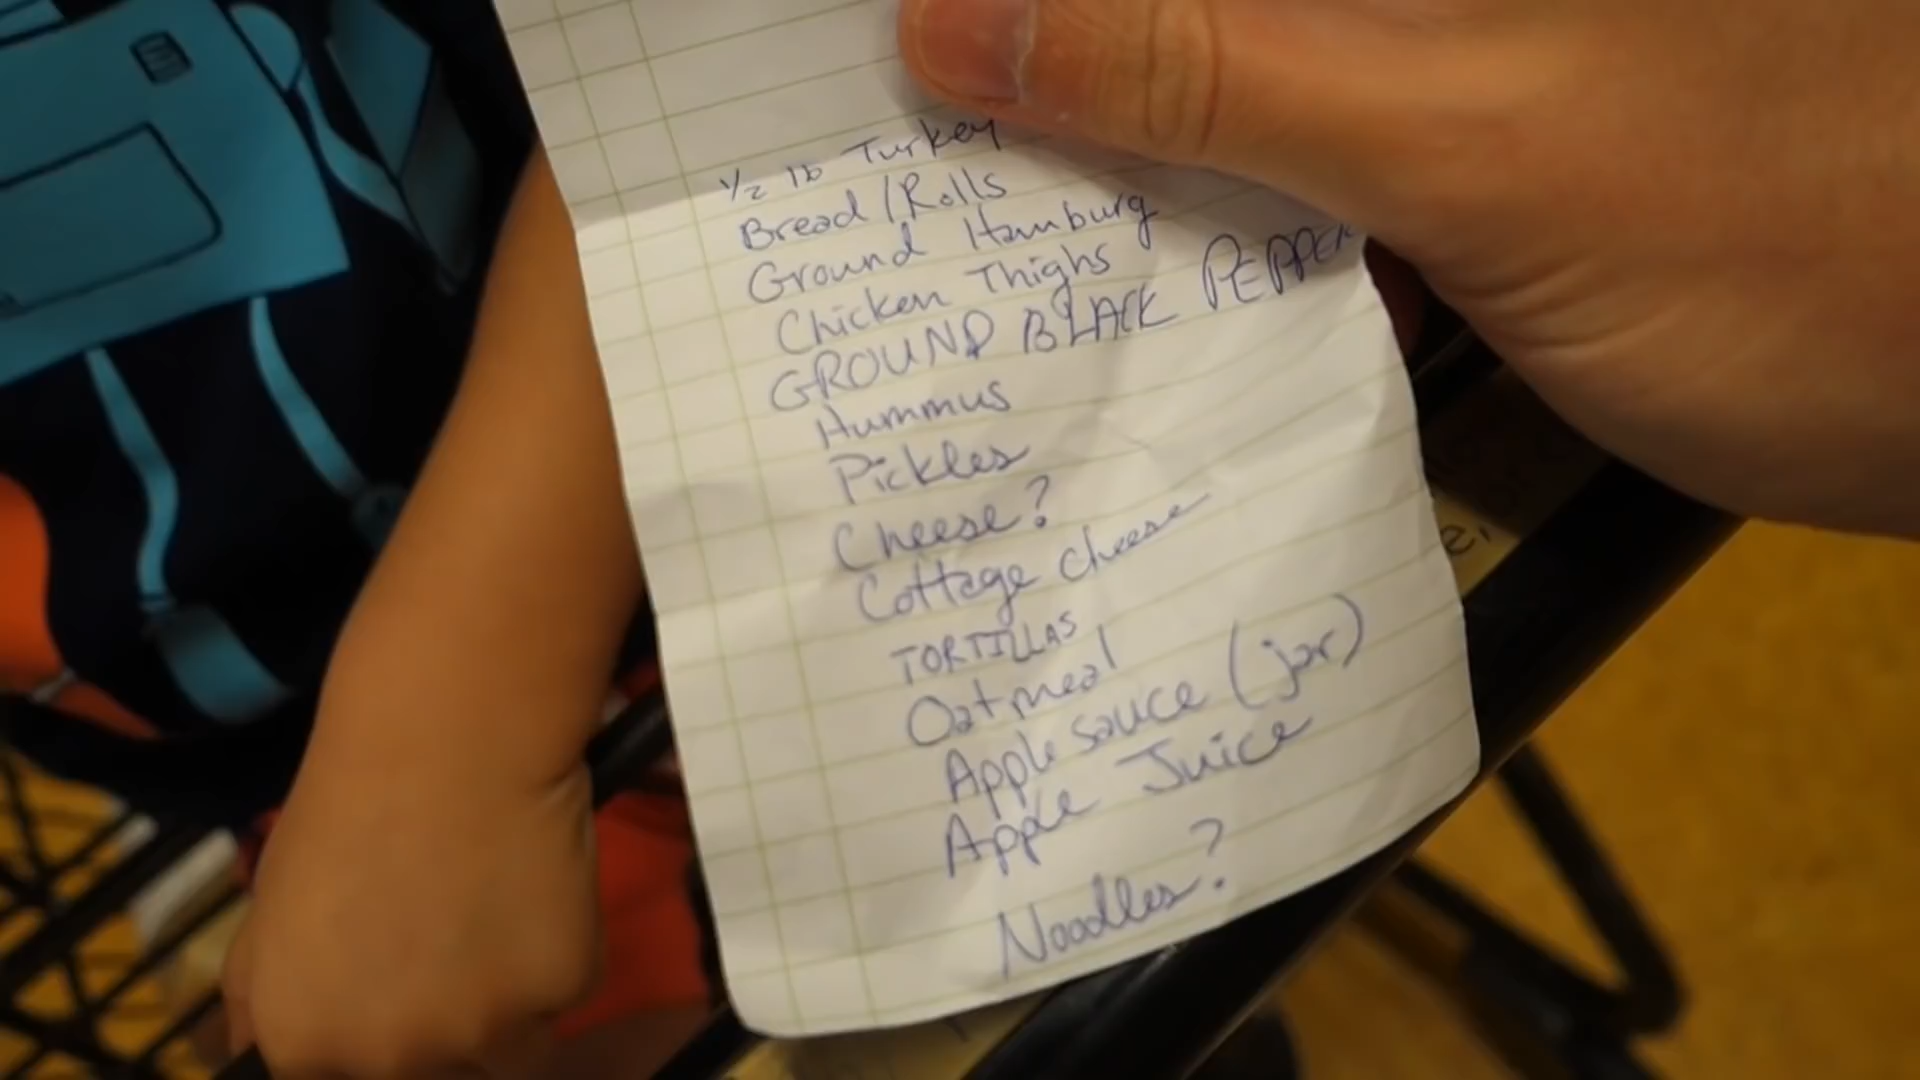 1/2 lb Turkey
Bread/Rolls
Ground Hamburg
Chicken Thighs
GROUND BLACK PEPPER
Hummus
Pickles
Cheese?
Cottage cheese
TORTILLAS
Oatmeal
Apple sauce (jar)
Apple Juice
Noodles?